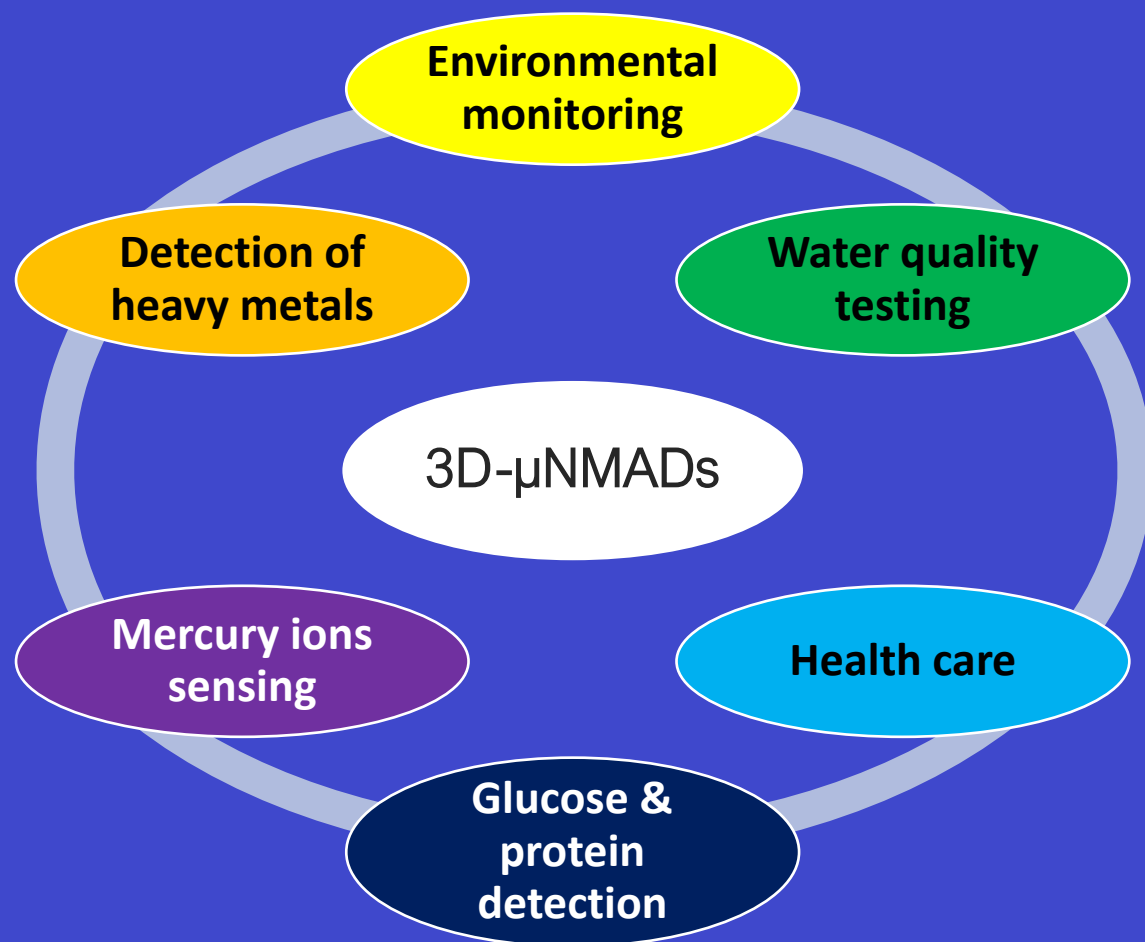 Environmental
monitoring
Detection of
heavy metals
Water quality
testing
3D-µNMADs
Mercury ions
sensing
Health care
Glucose &
protein
detection